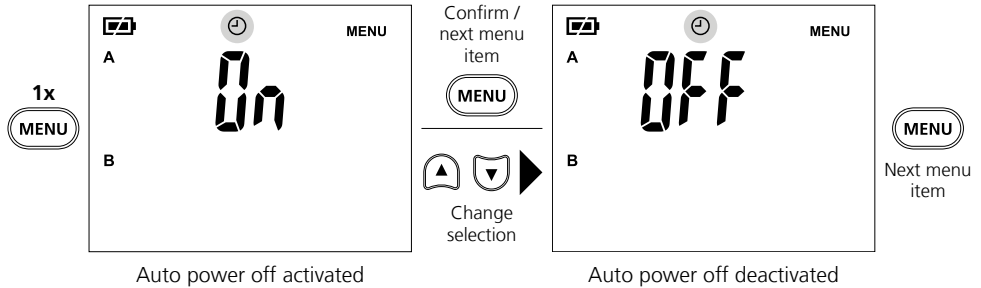 1x
MENU
MENU
A
On
B
Auto power off activated
Confirm /
next menu
item
MENU
Change
selection
MENU
A
OFF
B
Auto power off deactivated
MENU
Next menu
item